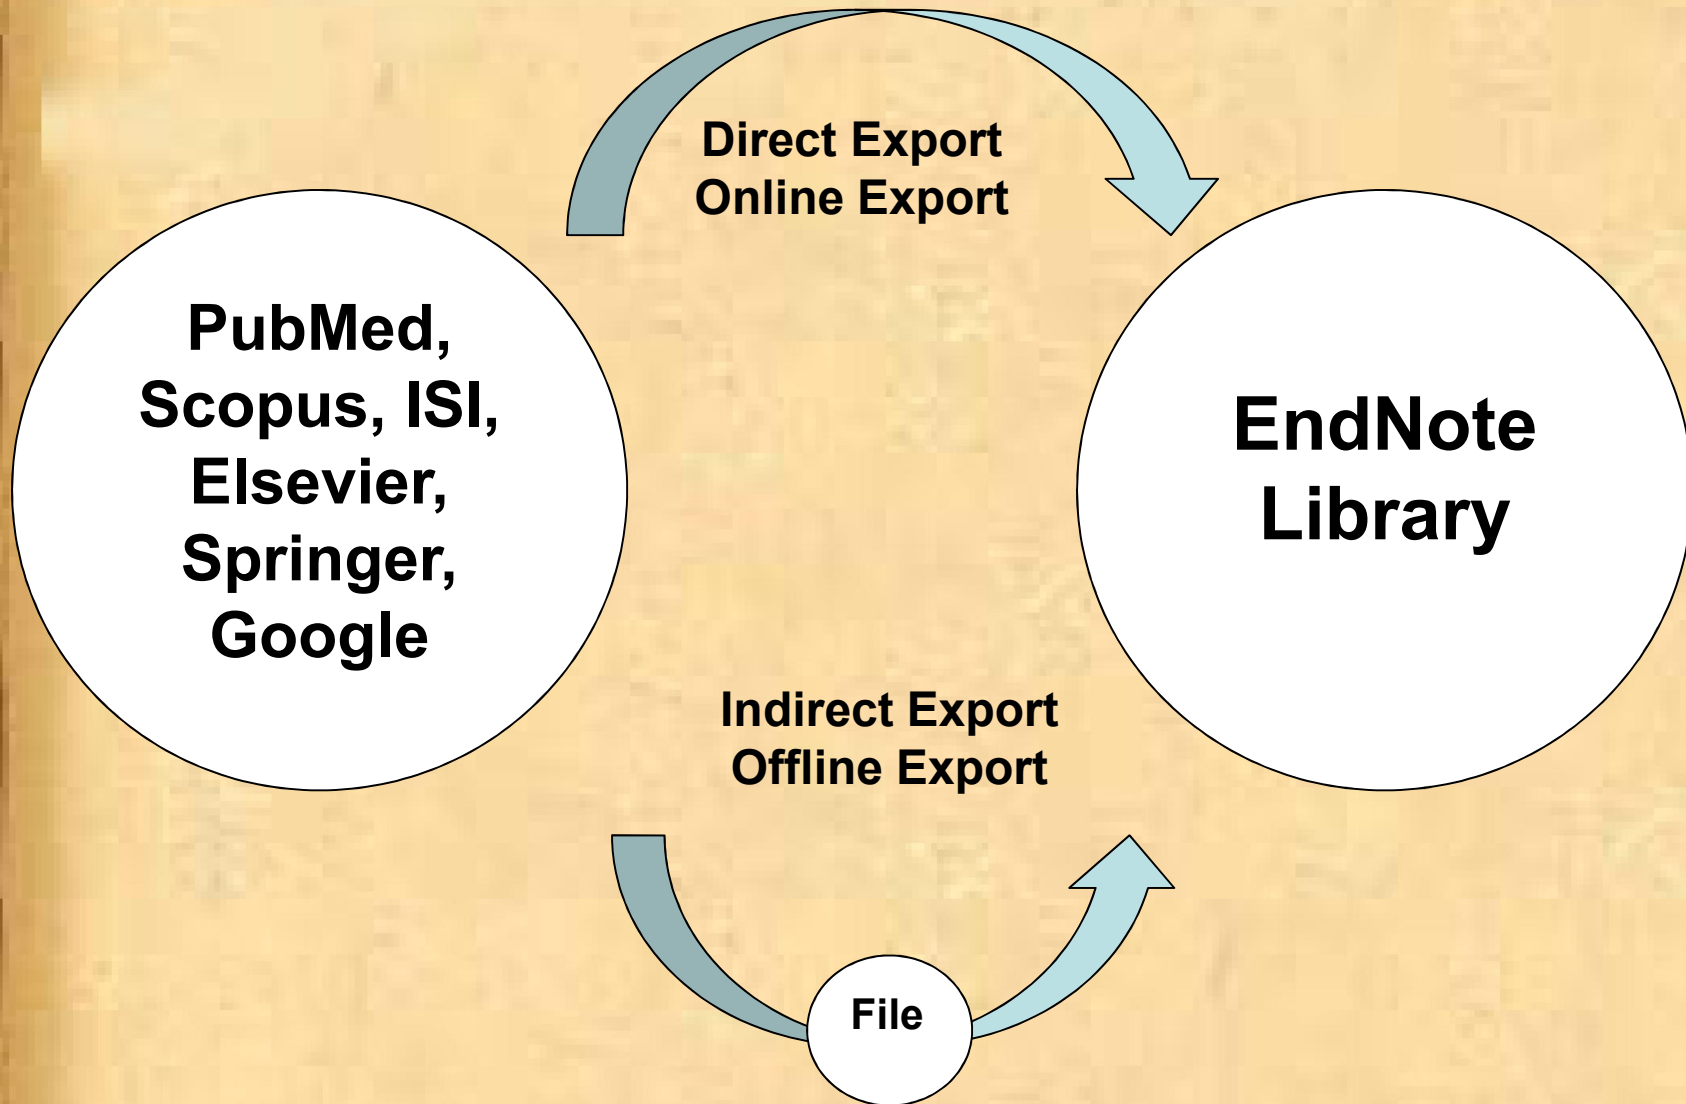 Direct Export
Online Export
PubMed,
Scopus, ISI,
Elsevier,
Springer,
Google
EndNote
Library
Indirect Export
Offline Export
File